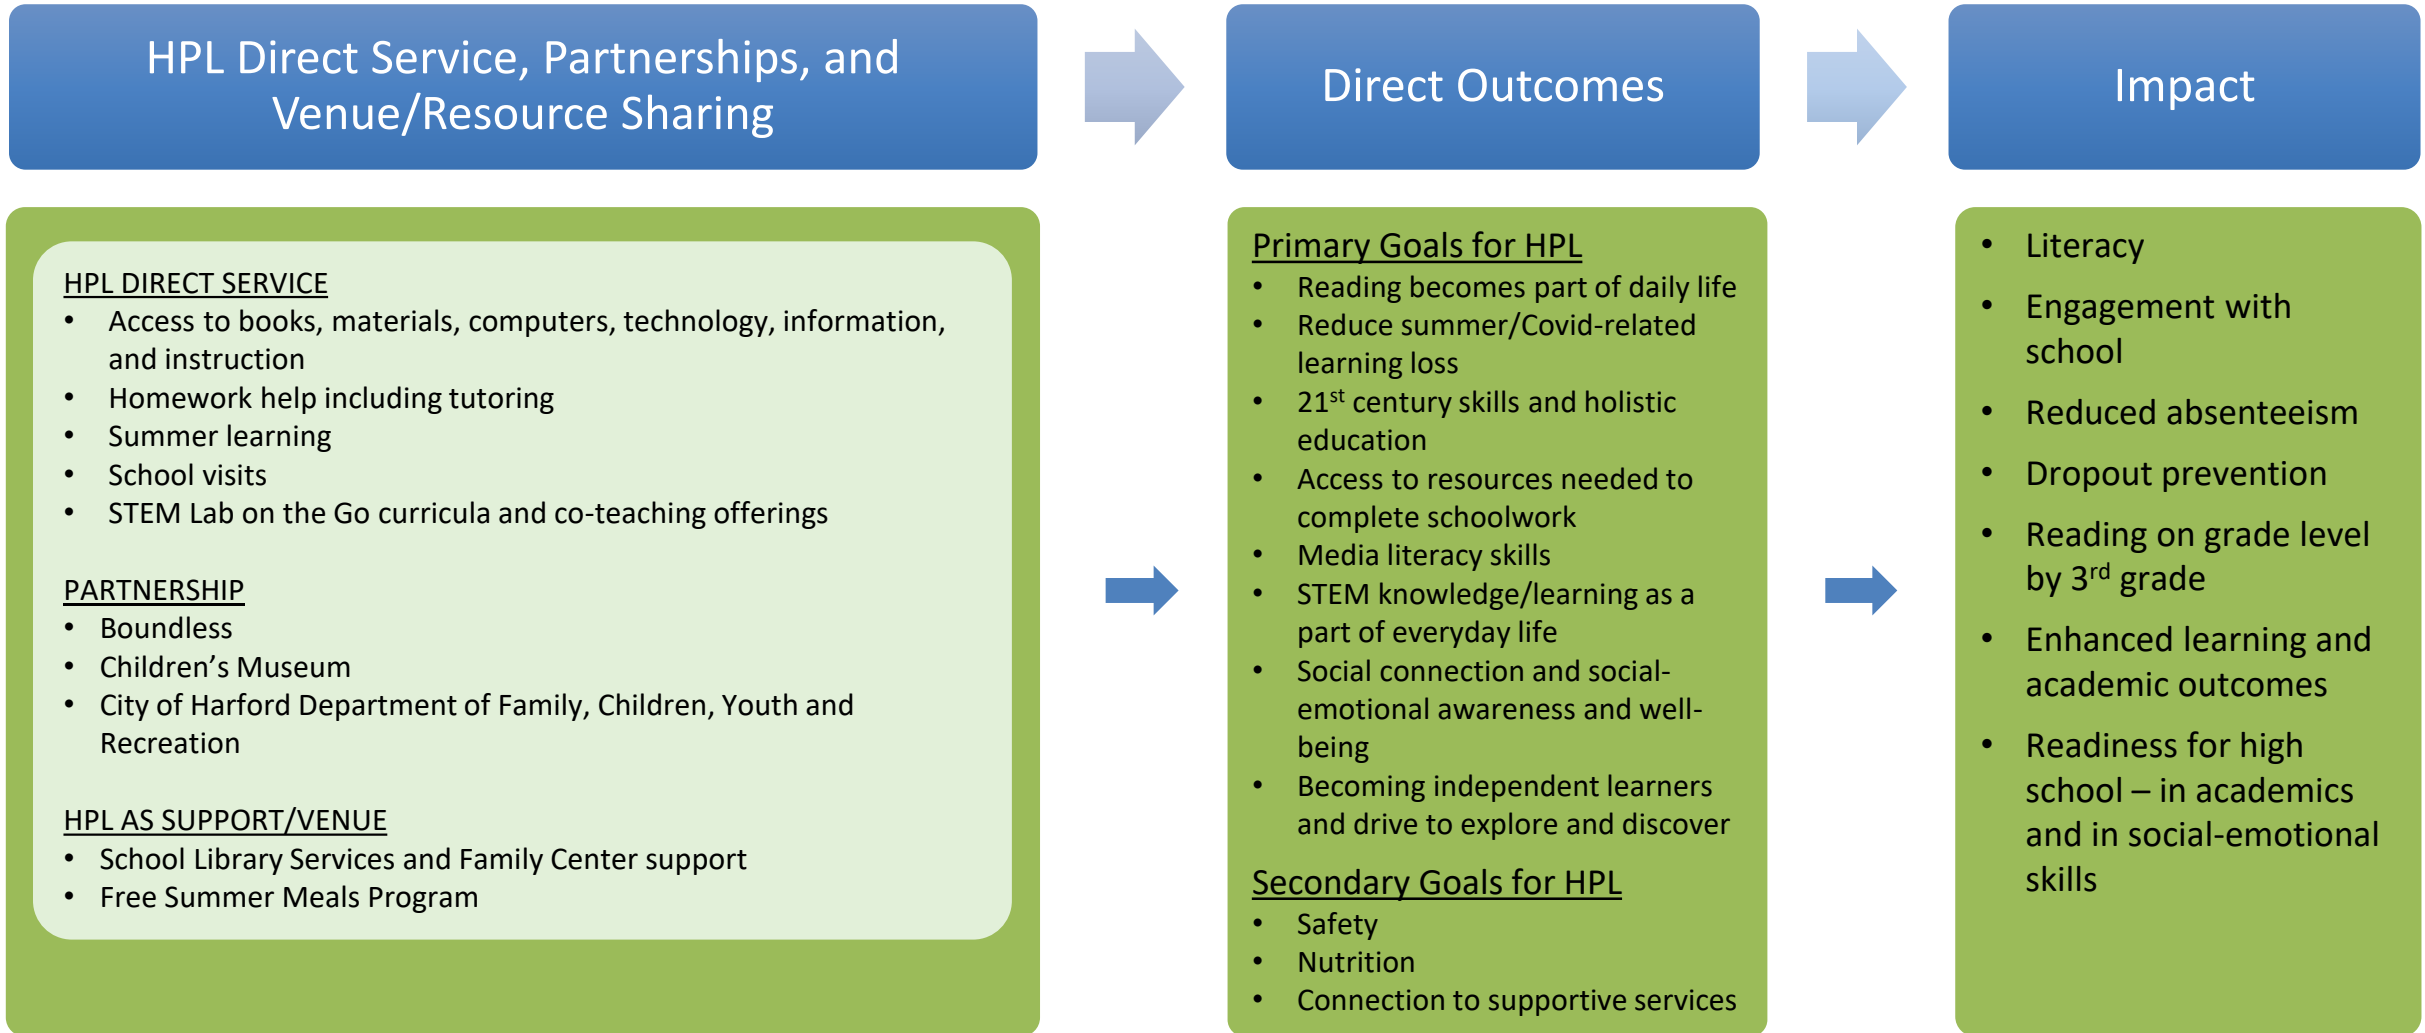 HPL Direct Service, Partnerships, and
Venue/Resource Sharing
Direct Outcomes
Impact
HPL DIRECT SERVICE
• Access to books, materials, computers, technology, information,
and instruction
• Homework help including tutoring
• Summer learning
• School visits
• STEM Lab on the Go curricula and co-teaching offerings
PARTNERSHIP
• Boundless
• Children’s Museum
• City of Harford Department of Family, Children, Youth and
Recreation
HPL AS SUPPORT/VENUE
• School Library Services and Family Center support
• Free Summer Meals Program
Primary Goals for HPL
• Reading becomes part of daily life
• Reduce summer/Covid-related
learning loss
• 21st century skills and holistic
education
• Access to resources needed to
complete schoolwork
• Media literacy skills
• STEM knowledge/learning as a
part of everyday life
• Social connection and social-
emotional awareness and well-
being
• Becoming independent learners
and drive to explore and discover
Secondary Goals for HPL
• Safety
• Nutrition
• Connection to supportive services
• Literacy
• Engagement with
school
• Reduced absenteeism
• Dropout prevention
• Reading on grade level
by 3rd grade
• Enhanced learning and
academic outcomes
• Readiness for high
school – in academics
and in social-emotional
skills